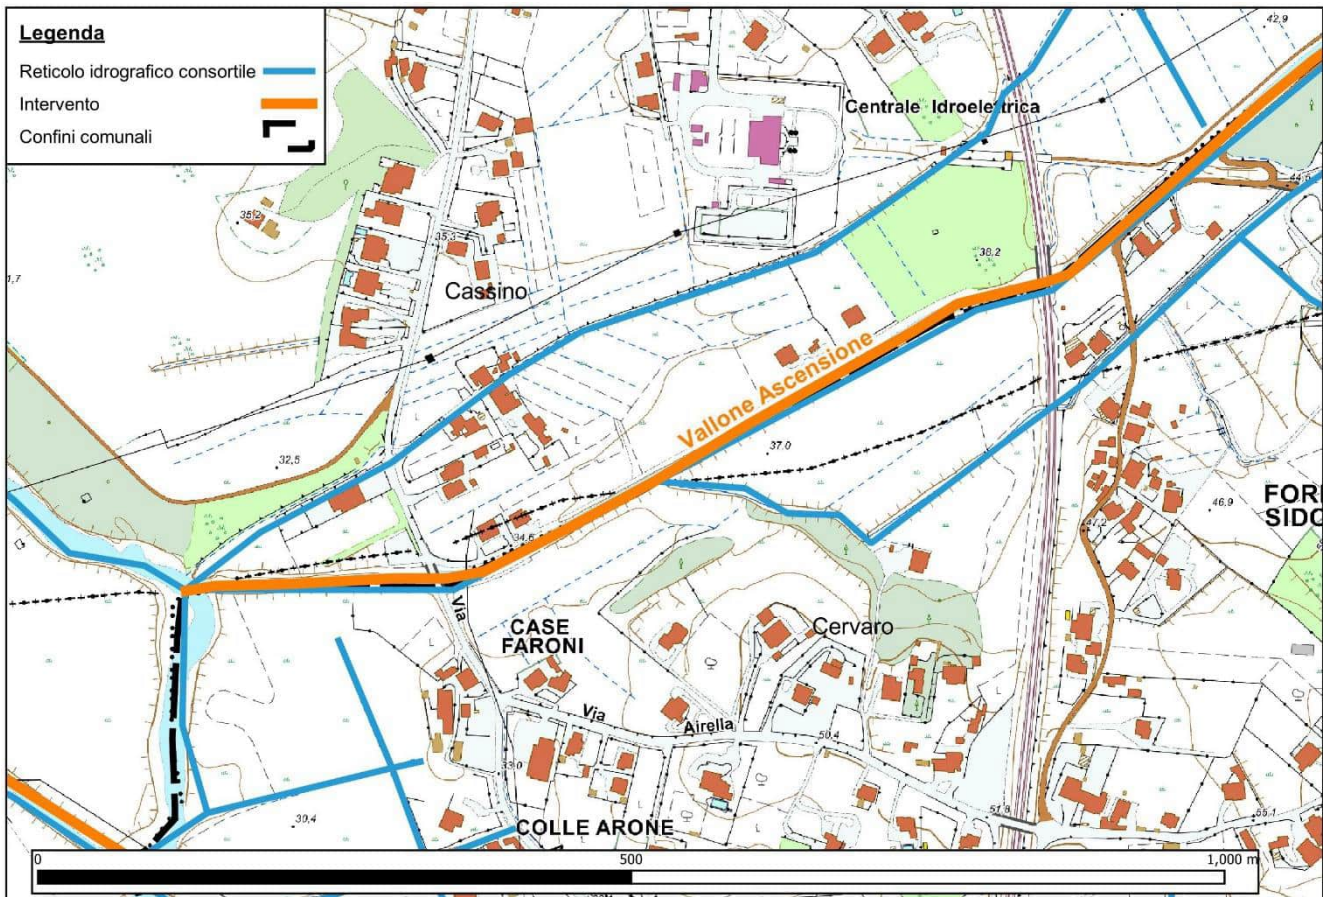 Legenda
Reticolo idrografico consortile
Intervento
Confini comunali
42,9
Centrale Idroelettrica
44,6
35,2
35,3
38,2
1,7
Cassino
Vallone Ascensione
37,0
32,5
46,9
FORI
SIDO
47,2
34,6
Via
CASE
FARONI
Cervaro
Via
Airella
50,4
33,0
51,8
55,1
30,4
COLLE ARONE
0
500
1,000 m